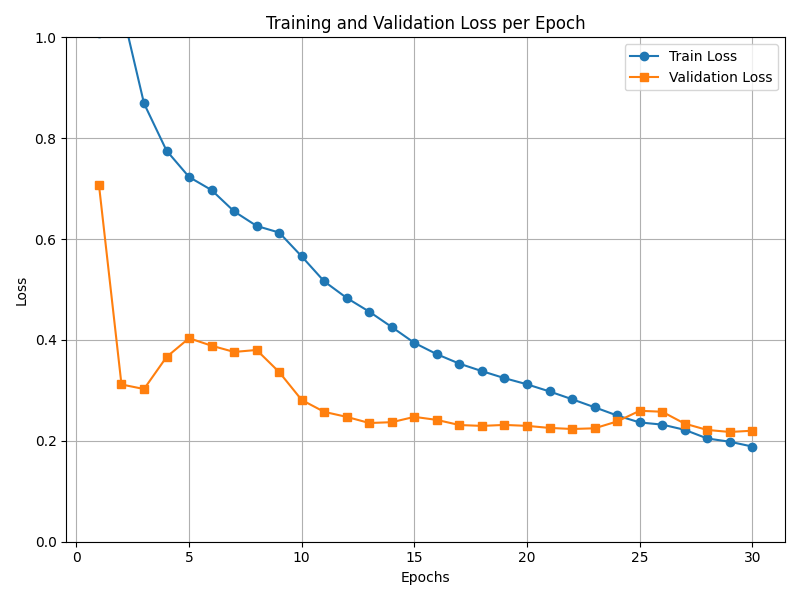 Training and Validation Loss per Epoch
Train Loss
Validation Loss
1.0
0.8
0.6
0.4
0.2
0.0
Loss
0 5 10 15 20 25 30
Epochs